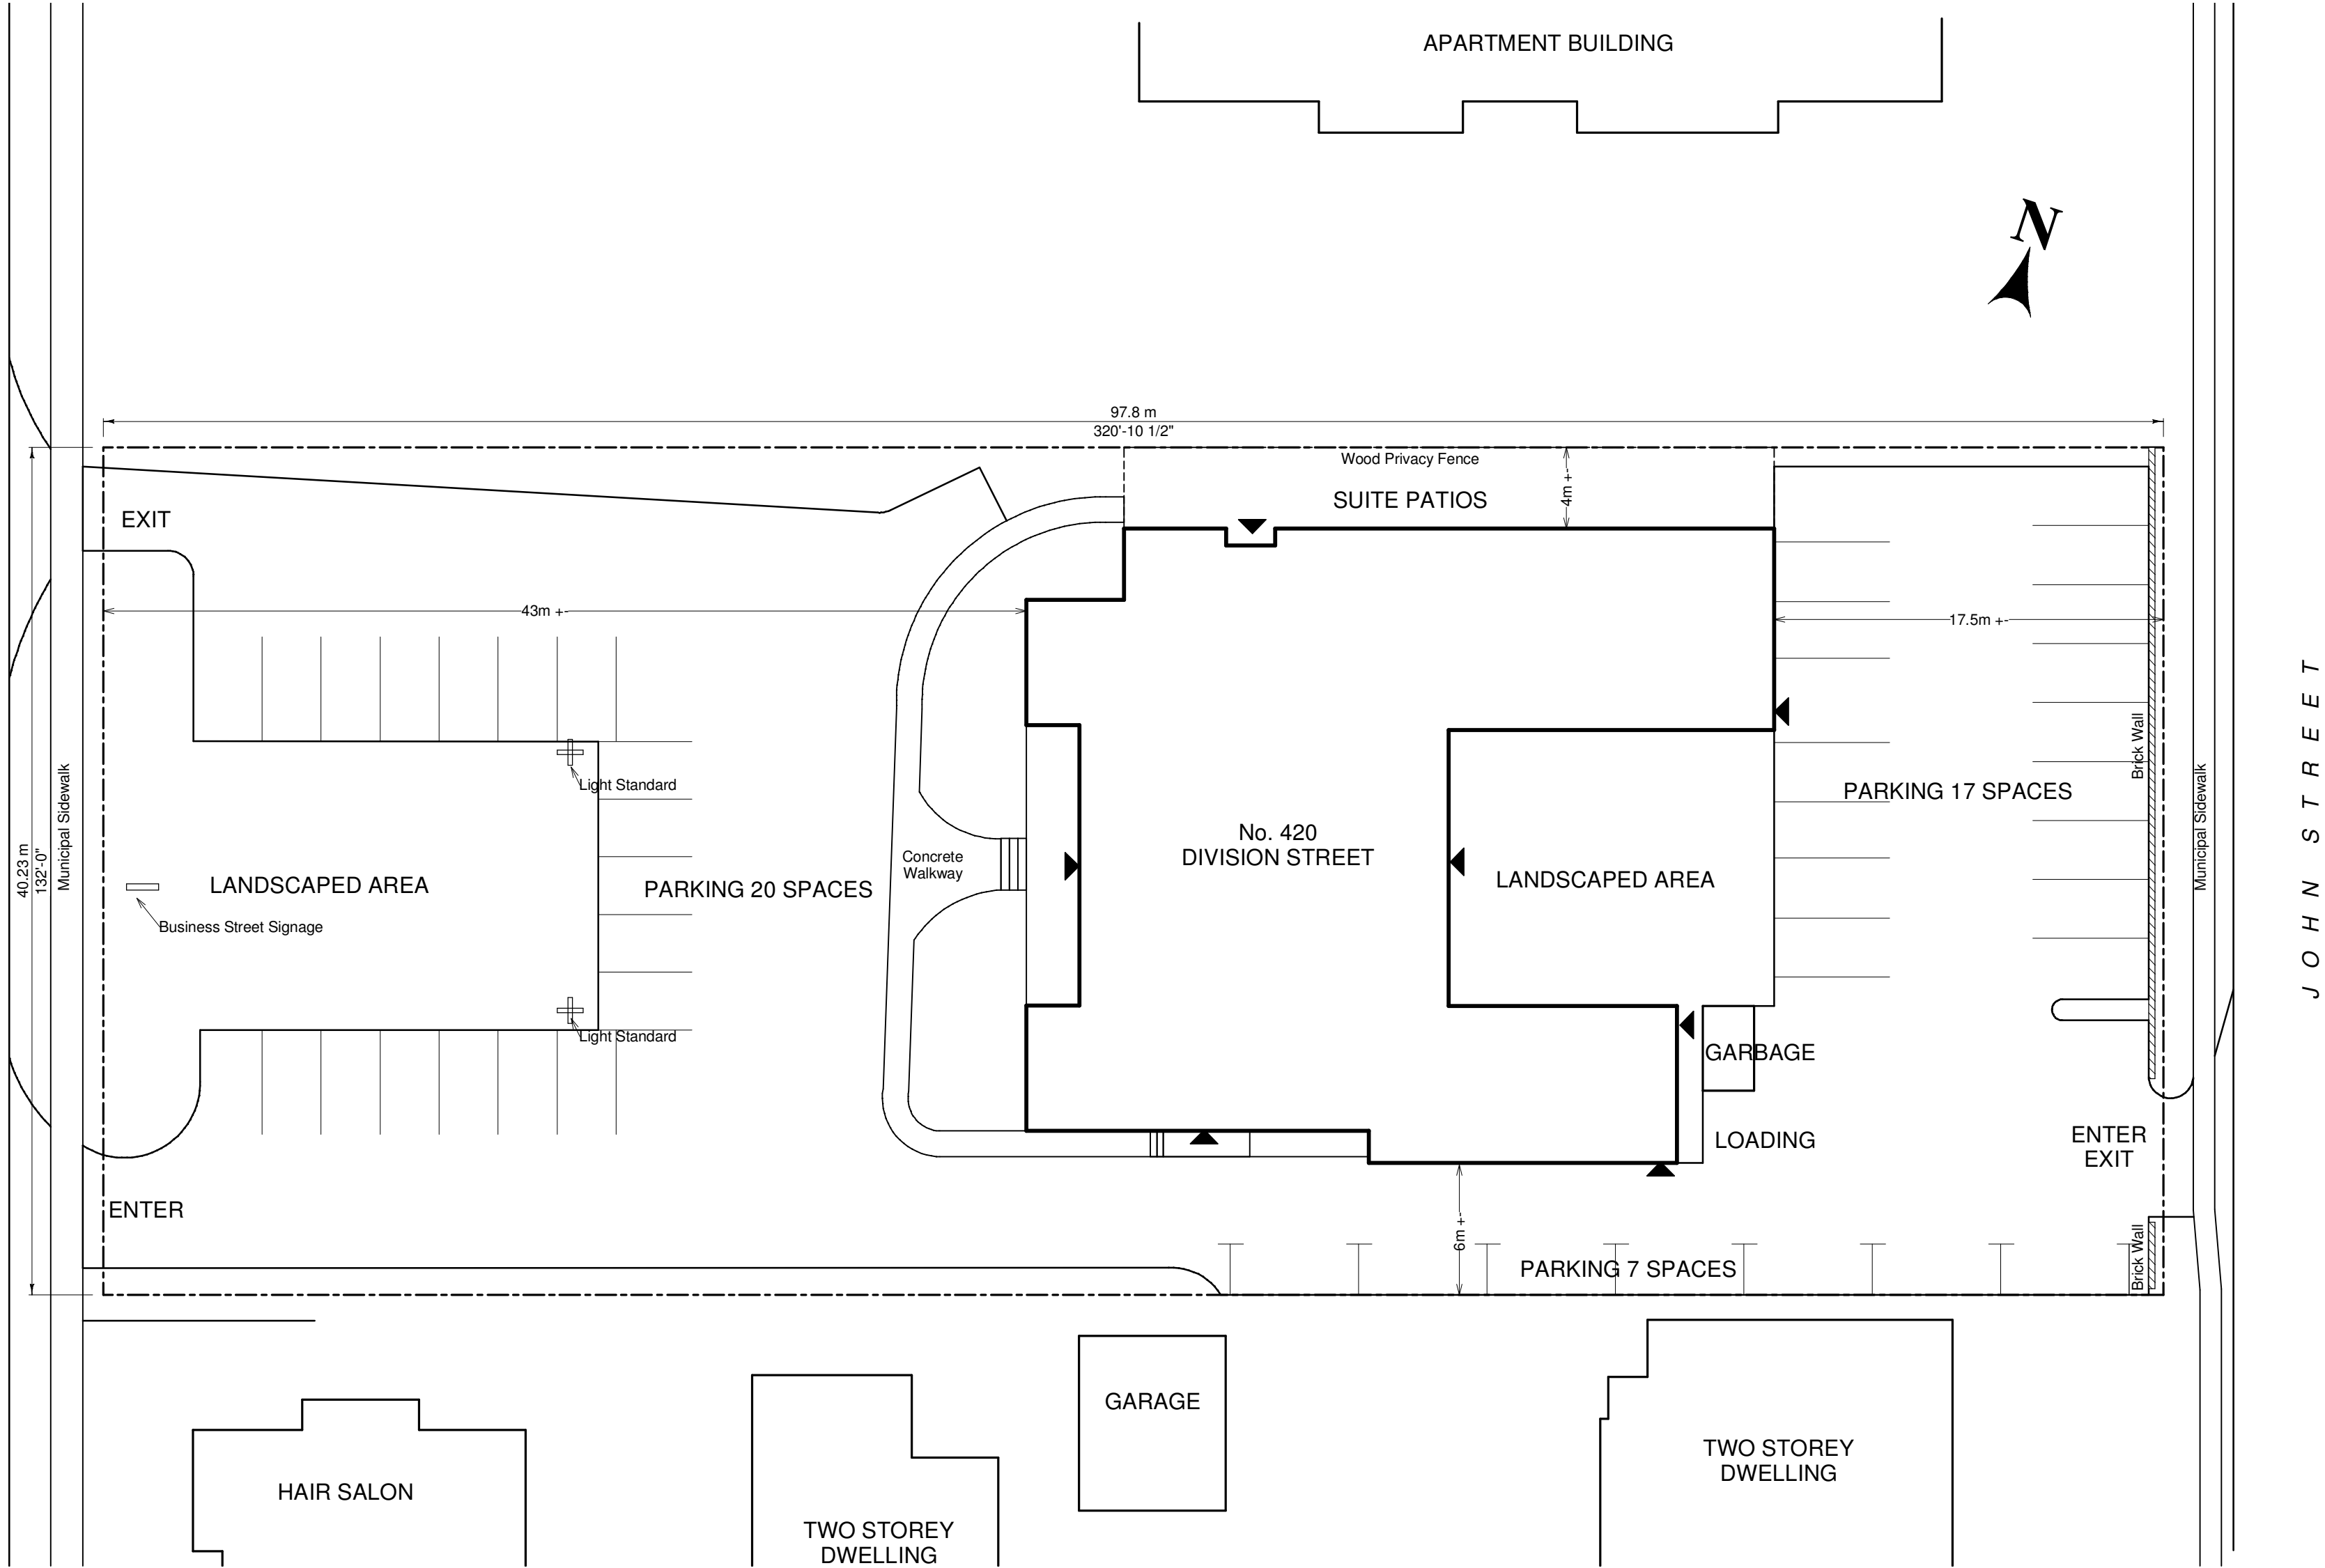 APARTMENT BUILDING
N
97.8 m
320'-10 1/2"
Wood Privacy Fence
SUITE PATIOS
4m +-
EXIT
43m +-
17.5m +-
JOHN STREET
Brick Wall
Municipal Sidewalk
Municipal Sidewalk
40.23 m
132'-0"
Light Standard
PARKING 17 SPACES
No. 420
DIVISION STREET
Concrete
Walkway
LANDSCAPED AREA
PARKING 20 SPACES
LANDSCAPED AREA
Business Street Signage
Light Standard
GARBAGE
LOADING
ENTER
EXIT
ENTER
6m +-
PARKING 7 SPACES
Brick Wall
GARAGE
TWO STOREY
DWELLING
HAIR SALON
TWO STOREY
DWELLING